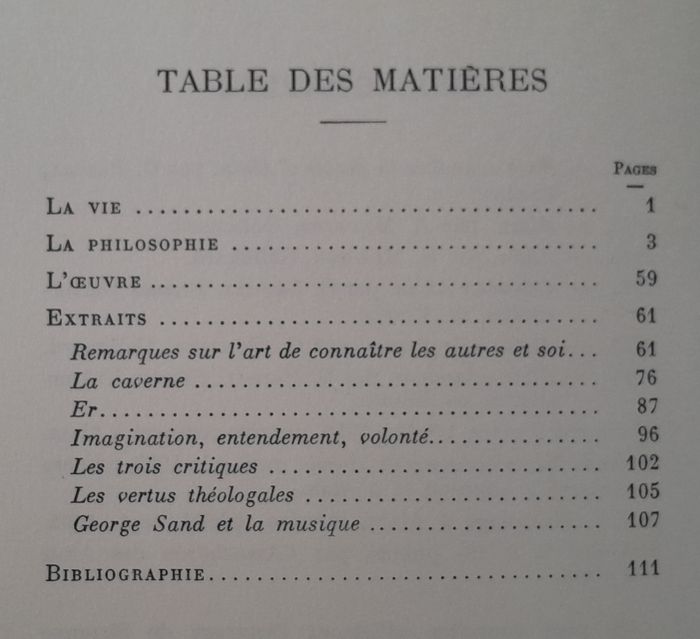 TABLE DES MATIÈRES
PAGES
LA VIE ........................................ 1
LA PHILOSOPHIE ................................ 3
L'ŒUVRE ....................................... 59
EXTRAITS ...................................... 61
Remarques sur l'art de connaître les autres et soi... 61
La caverne .................................... 76
Er............................................. 87
Imagination, entendement, volonté.............. 96
Les trois critiques ........................... 102
Les vertus théologales ........................ 105
George Sand et la musique ..................... 107
BIBLIOGRAPHIE.................................. 111